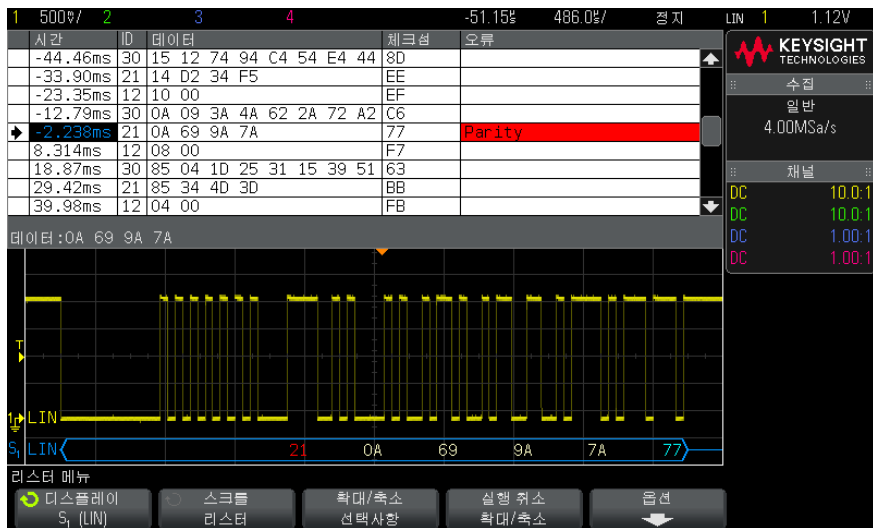 1 500㎷/ 2 3 4 -51.15㎲ 486.0㎲/ 정지 LIN 1 1.12V
시간 ID 데이터 체크섬 오류
-44.46ms 30 15 12 74 94 C4 54 E4 44 8D
-33.90ms 21 14 D2 34 F5 EE
-23.35ms 12 10 00 EF
-12.79ms 30 0A 09 3A 4A 62 2A 72 A2 C6
-2.238ms 21 0A 69 9A 7A 77 Parity
8.314ms 12 08 00 F7
18.87ms 30 85 04 1D 25 31 15 39 51 63
29.42ms 21 85 34 4D 3D BB
39.98ms 12 04 00 FB
데이터:0A 69 9A 7A
KEYSIGHT
TECHNOLOGIES
수집
일반
4.00MSa/s
채널
DC 10.0:1
DC 10.0:1
DC 1.00:1
DC 1.00:1
T
1 LIN
S1 LIN 21 0A 69 9A 7A 77
리스터 메뉴
디스플레이
S1 (LIN)
스크롤
리스터
확대/축소
선택사항
실행 취소
확대/축소
옵션